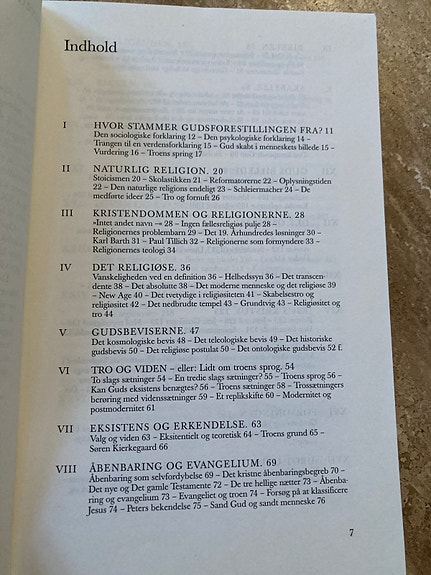 Indhold
I HVOR STAMMER GUDSFORESTILLINGEN FRA? 11
Den sociologiske forklaring 12 – Den psykologiske forklaring 14 –
Trangen til en verdensforklaring 15 – Gud skabt i menneskets billede 15 –
Vurdering 16 – Troens spring 17
II NATURLIG RELIGION. 20
Stoicismen 20 – Skolastikken 21 – Reformatorerne 22 – Oplysningstiden
22 – Den naturlige religions endeligt 23 – Schleiermacher 24 – De
medførte ideer 25 – Tro og fornuft 26
III KRISTENDOMMEN OG RELIGIONERNE. 28
»Intet andet navn –« 28 – Ingen fællesreligiøs pulje 28 –
Religionernes problembarn 29 – Det 19. Århundredes løsninger 30 –
Karl Barth 31 – Paul Tillich 32 – Religionerne som formyndere 33 –
Religionernes teologi 34
IV DET RELIGIØSE. 36
Vanskeligheden ved en definition 36 – Helhedssyn 36 – Det transcen-
dente 38 – Det absolutte 38 – Det moderne menneske og det religiøse 39
– New Age 40 – Det tvetydige i religiøsiteten 41 – Skabelsestro og
religiøsitet 42 – Det nedbrudte tempel 43 – Grundtvig 43 – Religiøsitet og
tro 44
V GUDSBEVISERNE. 47
Det kosmologiske bevis 48 – Det teleologiske bevis 49 – Det historiske
gudsbevis 50 – Det religiøse postulat 50 – Det ontologiske gudsbevis 52 f.
VI TRO OG VIDEN – eller: Lidt om troens sprog. 54
To slags sætninger 54 – En tredie slags sætninger? 55 – Troens sprog 56 –
Kan Guds eksistens benægtes? 56 – Troens sætninger 58 – Trossætningers
berøring med videnssætninger 59 – Et replikskifte 60 – Modernitet og
postmodernitet 61
VII EKSISTENS OG ERKENDELSE. 63
Valg og viden 63 – Eksistentielt og teoretisk 64 – Troens grund 65 –
Søren Kierkegaard 66
VIII ÅBENBARING OG EVANGELIUM. 69
Åbenbaring som selvfordybelse 69 – Det kristne åbenbaringsbegreb 70 –
Det nye og Det gamle Testamente 72 – De tre hellige nætter 73 – Åbenba-
ring og evangelium 73 – Evangeliet og troen 74 – Forsøg på at klassificere
Jesus 74 – Peters bekendelse 75 – Sand Gud og sandt menneske 76
7